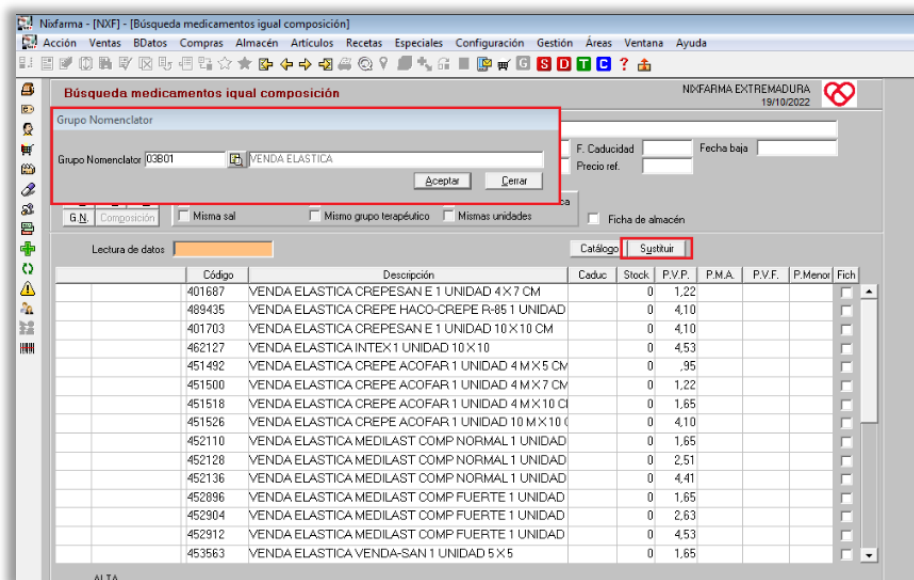 Nixfarma - [NXF] - [Búsqueda medicamentos igual composición]
Acción Ventas BDatos Compras Almacén Artículos Recetas Especiales Configuración Gestión Áreas Ventana Ayuda
G S D T C ?
Búsqueda medicamentos igual composición
NIXFARMA EXTREMADURA
19/10/2022
Grupo Nomenclator
F. Caducidad Fecha baja
Grupo Nomenclator 03B01 VENDA ELASTICA
Precio ref.
Aceptar Cerrar
G.N. Composición Misma sal Mismo grupo terapéutico Mismas unidades Ficha de almacén
Lectura de datos Catálogo Sustituir
Código Descripción Caduc Stock P.V.P. P.M.A. P.V.F. P.Menor Fich
401687 VENDA ELASTICA CREPESAN E 1 UNIDAD 4 X 7 CM 0 1,22
489435 VENDA ELASTICA CREPE HACO-CREPE R-85 1 UNIDAD 0 4,10
401703 VENDA ELASTICA CREPESAN E 1 UNIDAD 10 X 10 CM 0 4,10
462127 VENDA ELASTICA INTEX 1 UNIDAD 10 X 10 0 4,53
451492 VENDA ELASTICA CREPE ACOFAR 1 UNIDAD 4 M X 5 CM 0 ,95
451500 VENDA ELASTICA CREPE ACOFAR 1 UNIDAD 4 M X 7 CM 0 1,22
451518 VENDA ELASTICA CREPE ACOFAR 1 UNIDAD 4 M X 10 0 1,65
451526 VENDA ELASTICA CREPE ACOFAR 1 UNIDAD 10 M X 10 0 4,10
452110 VENDA ELASTICA MEDILAST COMP NORMAL 1 UNIDAD 0 1,65
452128 VENDA ELASTICA MEDILAST COMP NORMAL 1 UNIDAD 0 2,51
452136 VENDA ELASTICA MEDILAST COMP NORMAL 1 UNIDAD 0 4,41
452896 VENDA ELASTICA MEDILAST COMP FUERTE 1 UNIDAD 0 1,65
452904 VENDA ELASTICA MEDILAST COMP FUERTE 1 UNIDAD 0 2,63
452912 VENDA ELASTICA MEDILAST COMP FUERTE 1 UNIDAD 0 4,53
453563 VENDA ELASTICA VENDA-SAN 1 UNIDAD 5 X 5 0 1,65